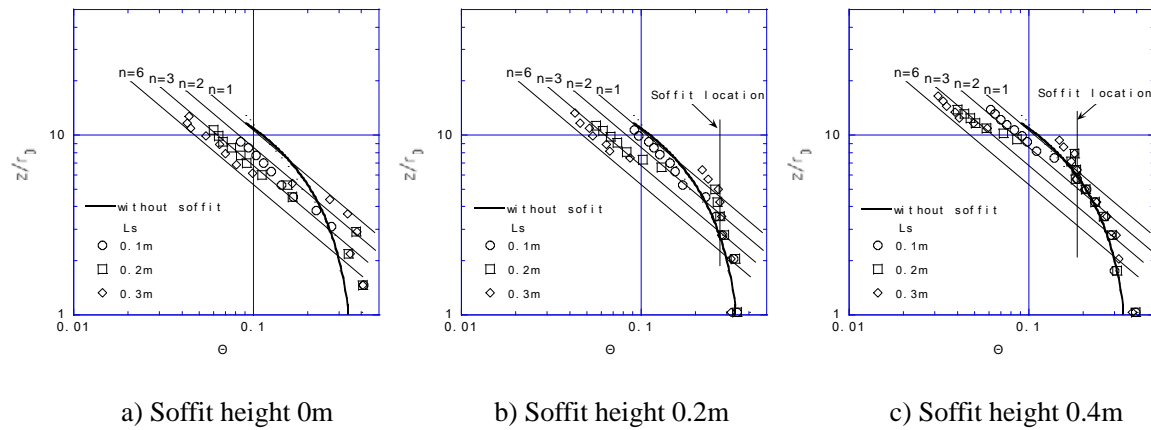 n=6
n=3
n=2
n=1
10
z/r0
without soffit
Ls
0.1m
0.2m
0.3m
1
0.01
0.1
Θ
a) Soffit height 0m
n=6
n=3
n=2
n=1
Soffit location
10
z/r0
without soffit
Ls
0.1m
0.2m
0.3m
1
0.01
0.1
Θ
b) Soffit height 0.2m
n=6
n=3
n=2
n=1
Soffit location
10
z/r0
without soffit
Ls
0.1m
0.2m
0.3m
1
0.01
0.1
Θ
c) Soffit height 0.4m